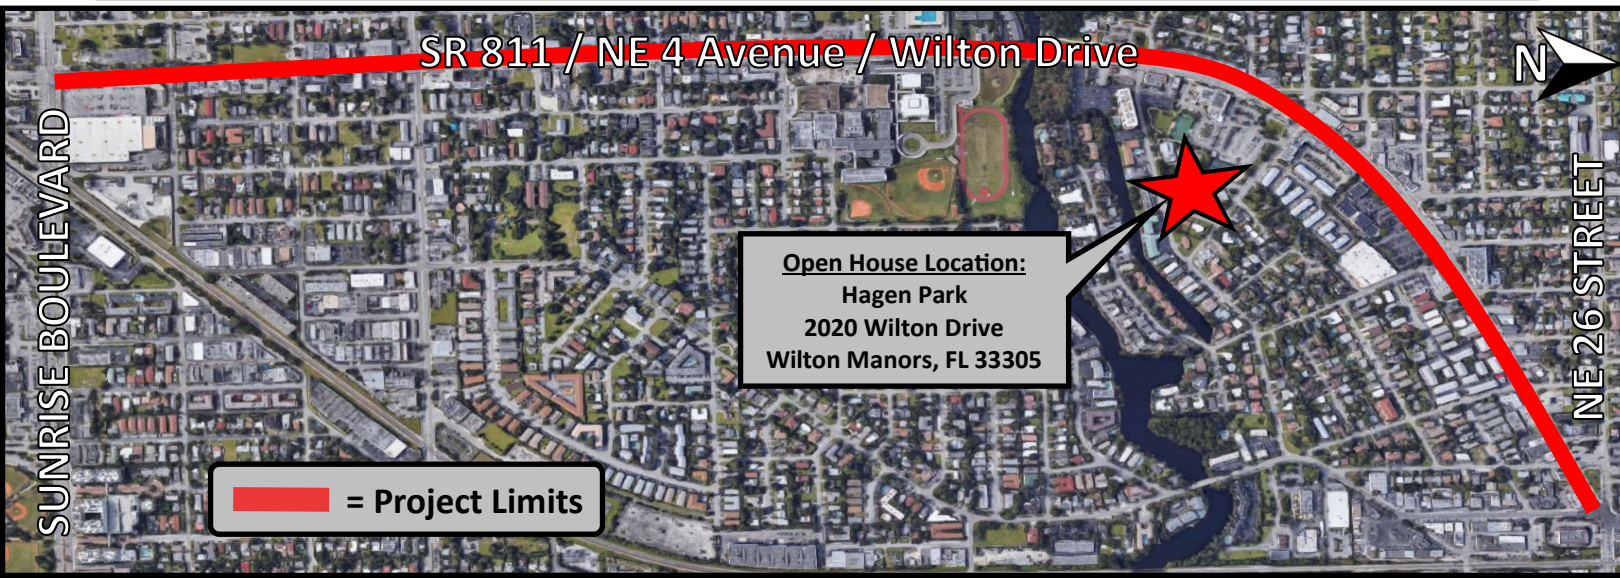 SR 811 / NE 4 Avenue / Wilton Drive
N
SUNRISE BOULEVARD
NE 26 STREET
Open House Location:
Hagen Park
2020 Wilton Drive
Wilton Manors, FL 33305
= Project Limits